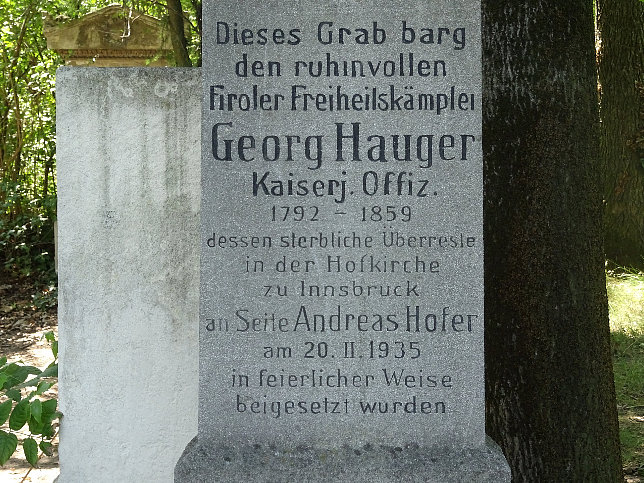 Dieses Grab barg
den ruhmvollen
Tiroler Freiheitskämpfer
Georg Hauger
Kaiserj. Offiz.
1792 - 1859
dessen sterbliche Überreste
in der Hofkirche
zu Innsbruck
an Seite Andreas Hofer
am 20. II. 1935
in feierlicher Weise
beigesetzt wurden